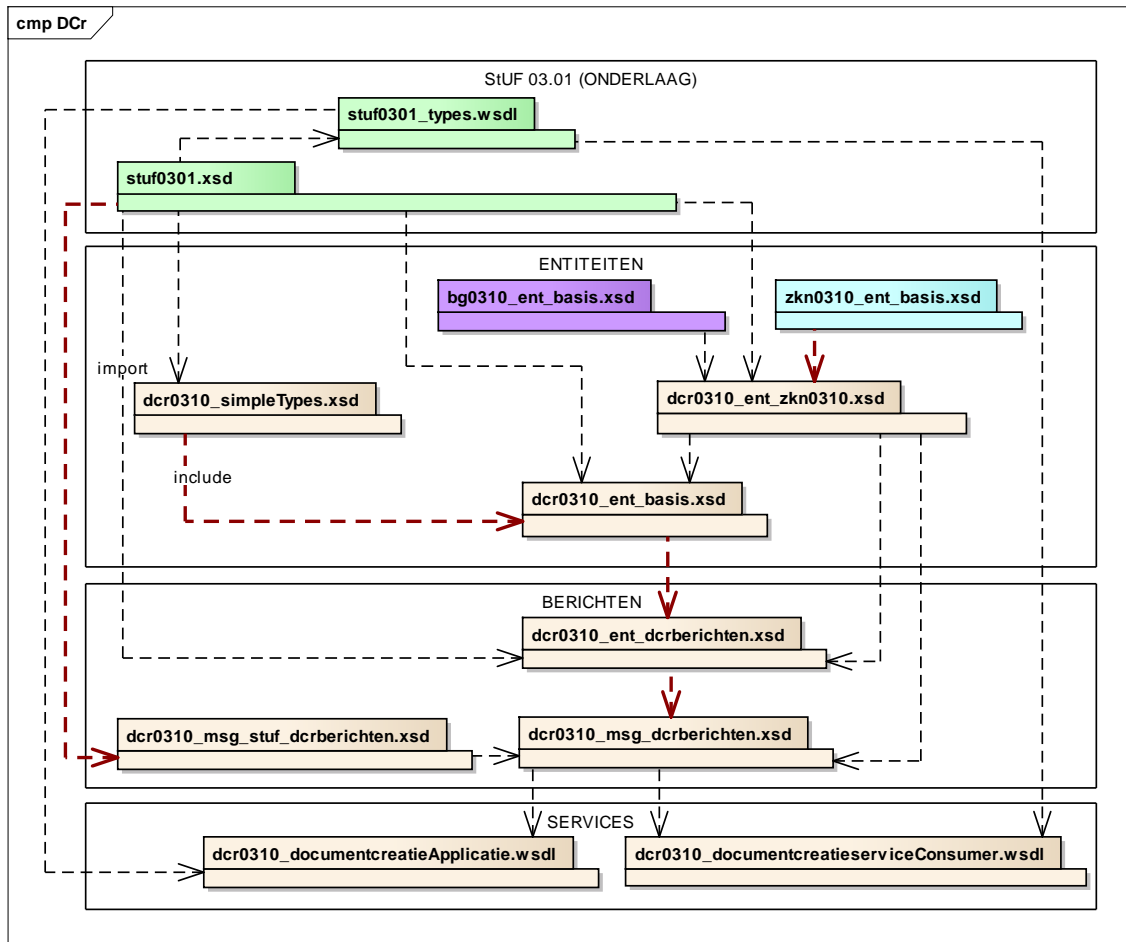 cmp DCr
StUF 03.01 (ONDERLAAG)
stuf0301_types.wsdl
stuf0301.xsd
ENTITEITEN
bg0310_ent_basis.xsd
zkn0310_ent_basis.xsd
import
dcr0310_simpleTypes.xsd
dcr0310_ent_zkn0310.xsd
include
dcr0310_ent_basis.xsd
BERICHTEN
dcr0310_ent_dcrberichten.xsd
dcr0310_msg_stuf_dcrberichten.xsd
dcr0310_msg_dcrberichten.xsd
SERVICES
dcr0310_documentcreatieApplicatie.wsdl
dcr0310_documentcreatieserviceConsumer.wsdl